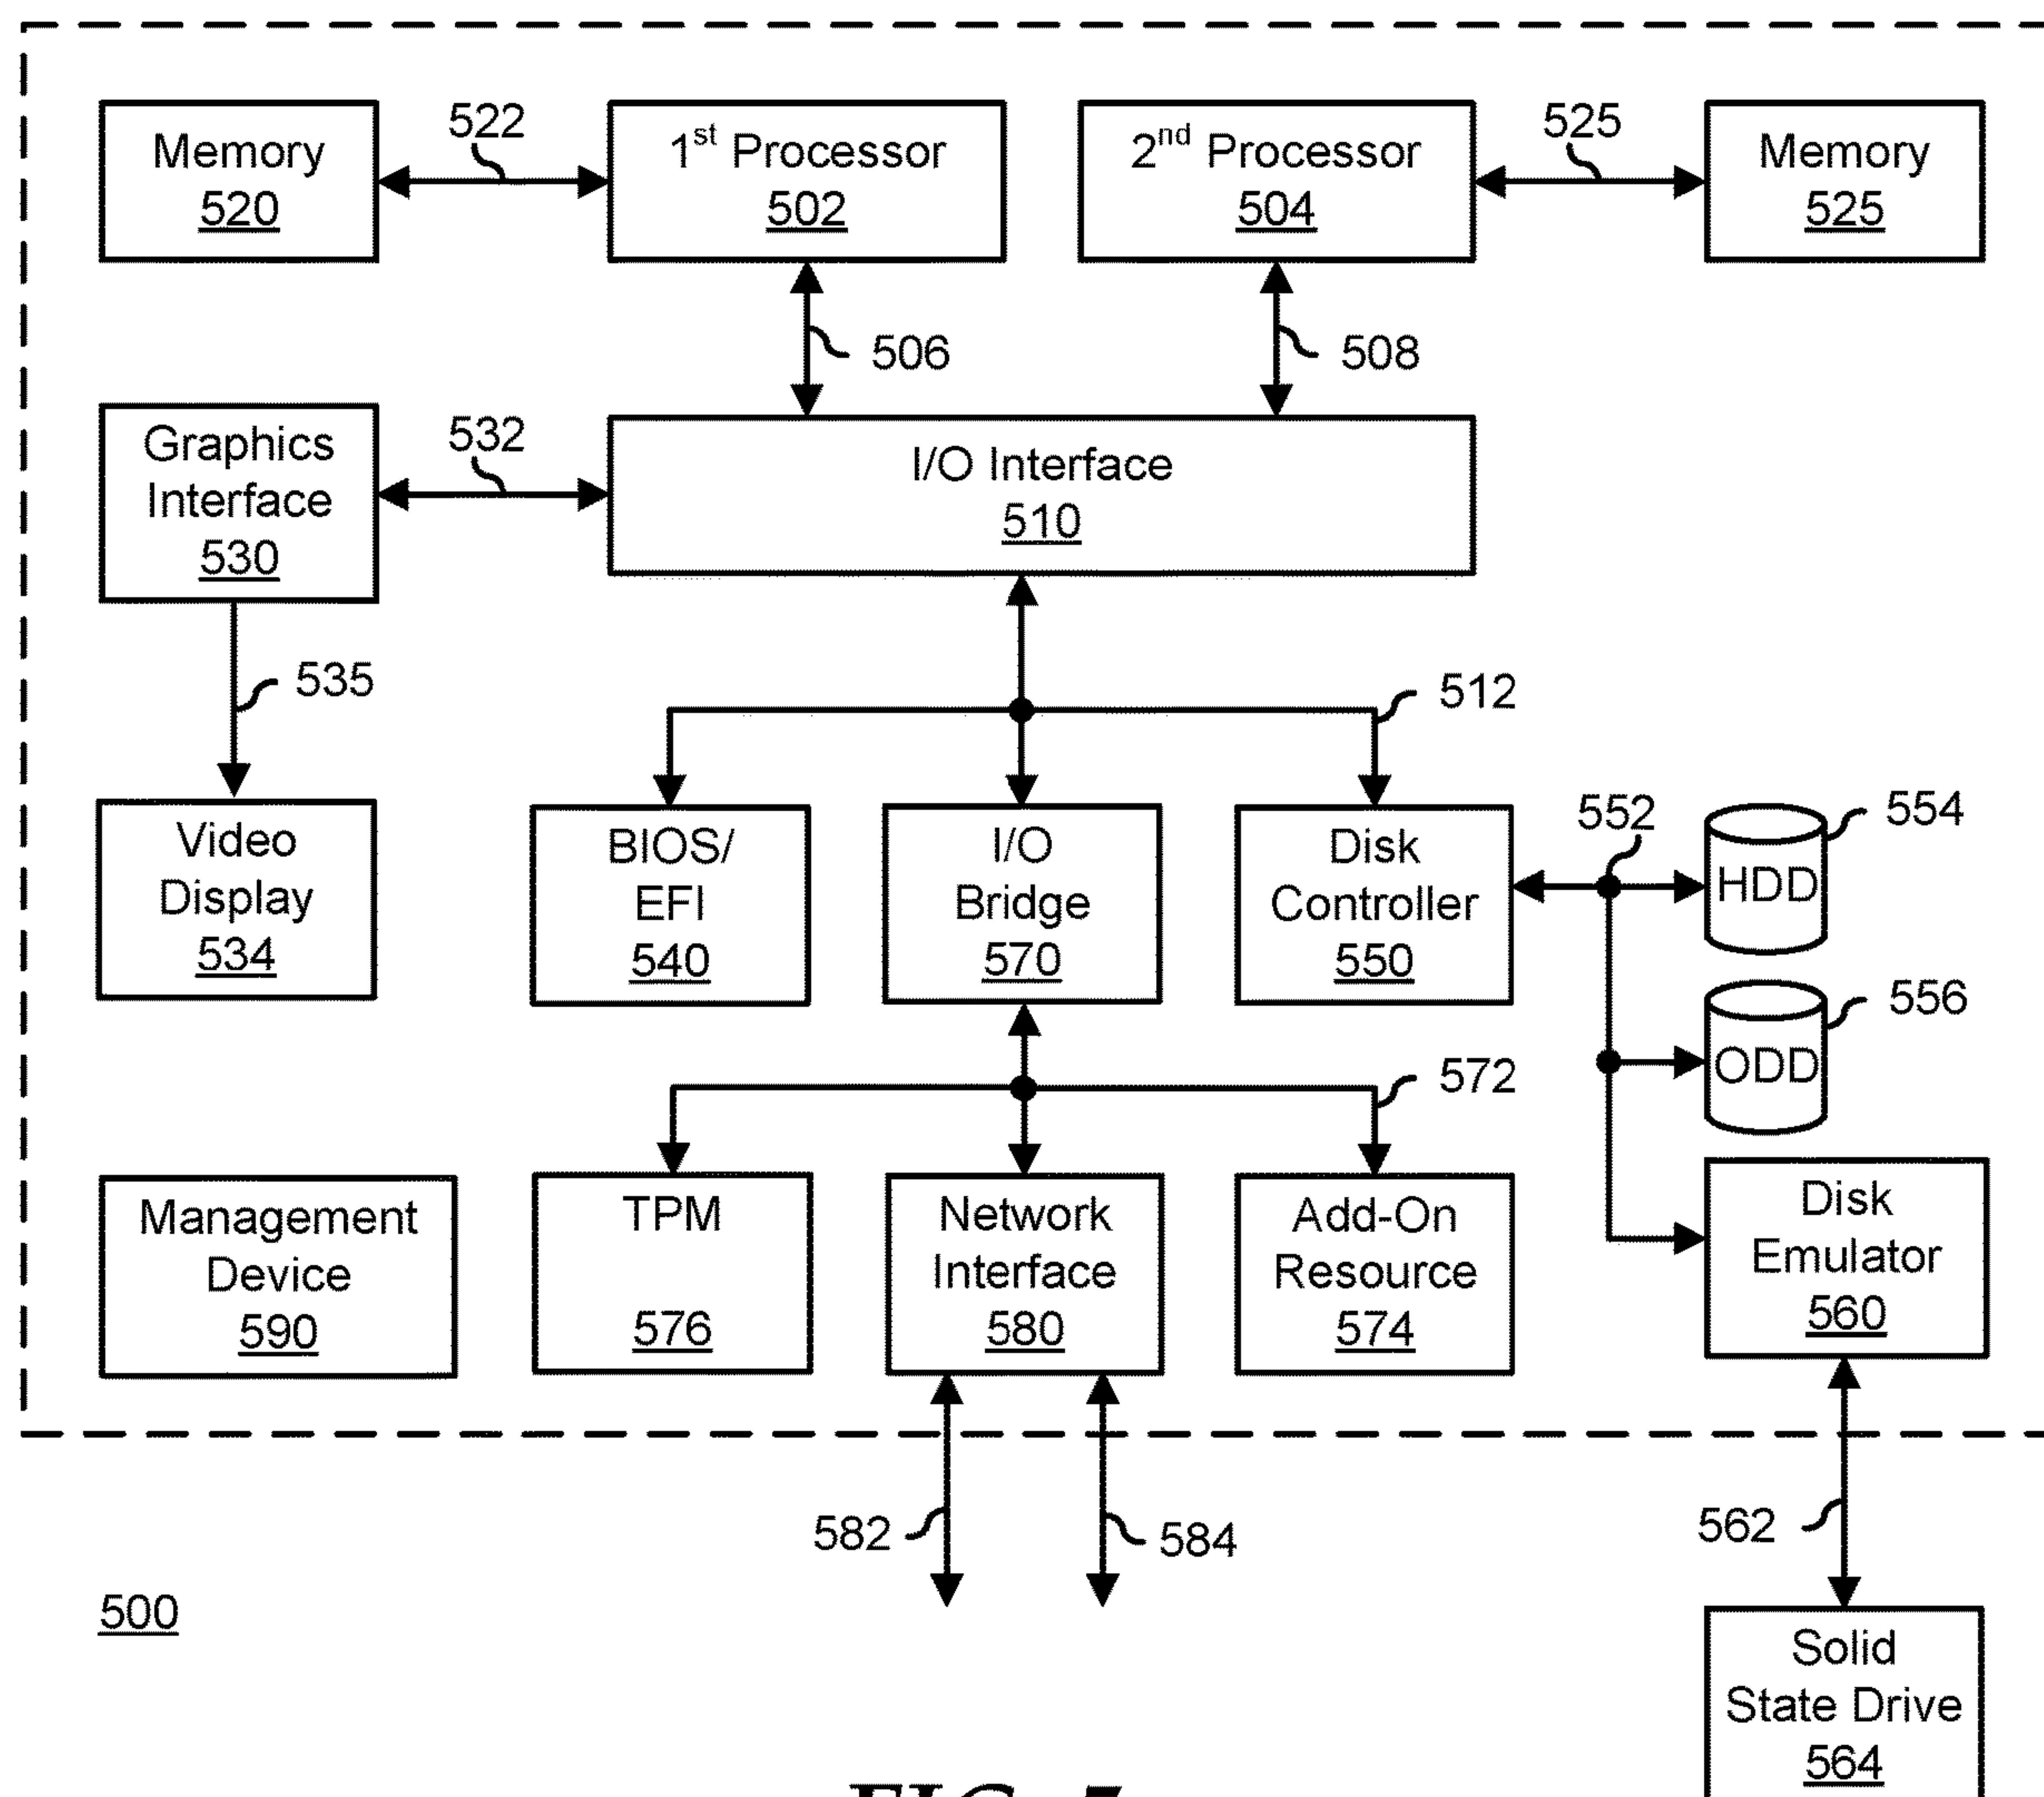 522
525
Memory
520
1st Processor
502
2nd Processor
504
Memory
525
506
508
Graphics
Interface
530
532
I/O Interface
510
535
512
Video
Display
534
BIOS/
EFI
540
I/O
Bridge
570
Disk
Controller
550
552
HDD
554
ODD
556
572
Management
Device
590
TPM
576
Network
Interface
580
Add-On
Resource
574
Disk
Emulator
560
582
584
562
500
Solid
State Drive
564